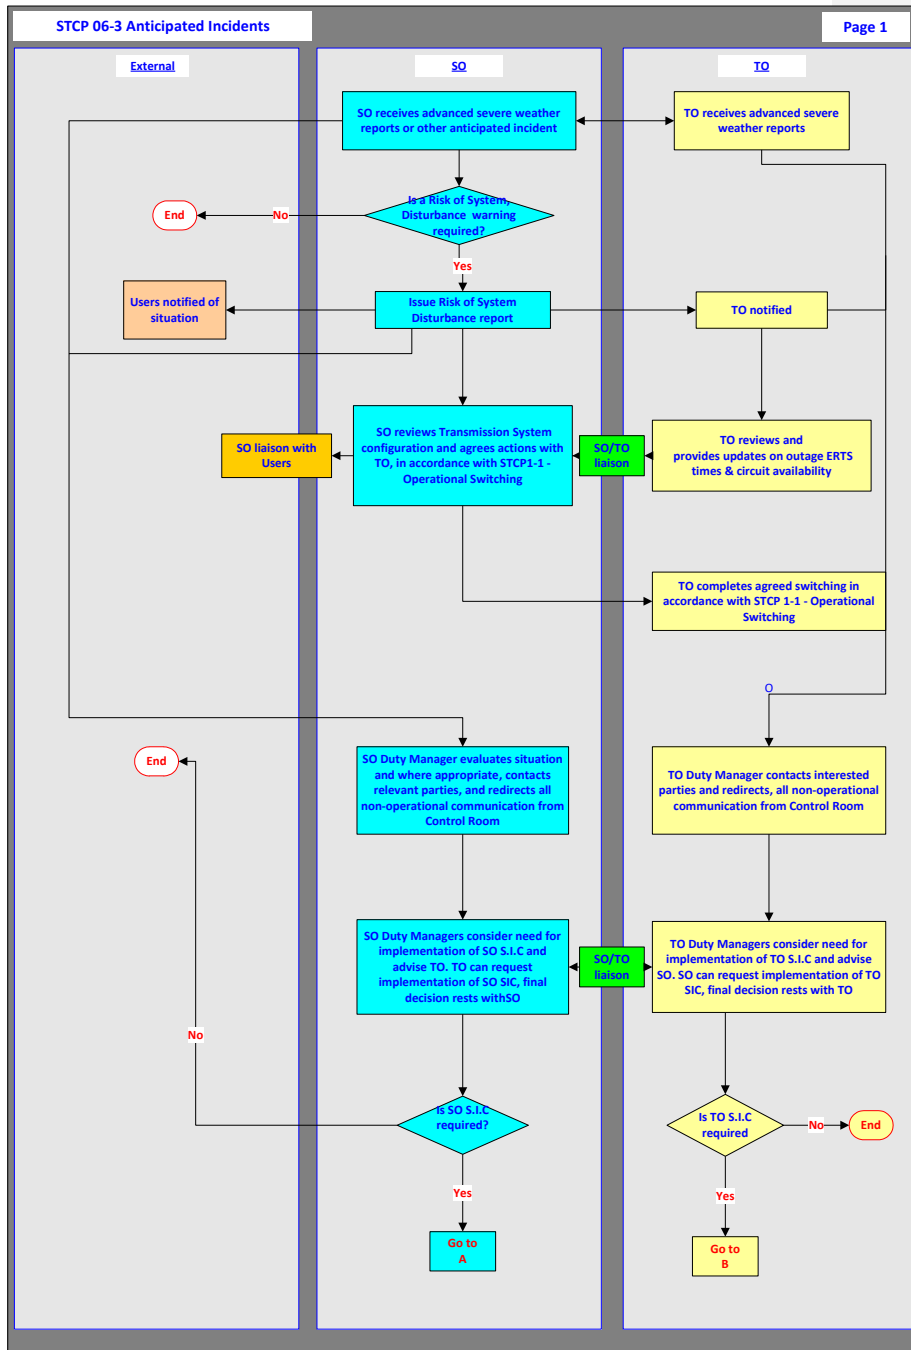 STCP 06-3 Anticipated Incidents
Page 1
External
SO
TO
SO receives advanced severe weather
reports or other anticipated incident
TO receives advanced severe
weather reports
Is a Risk of System,
Disturbance warning
required?
No
End
Yes
Users notified of
situation
Issue Risk of System
Disturbance report
TO notified
SO liaison with
Users
SO reviews Transmission System
configuration and agrees actions with
TO, in accordance with STCP1-1 -
Operational Switching
SO/TO
liaison
TO reviews and
provides updates on outage ERTS
times & circuit availability
TO completes agreed switching in
accordance with STCP 1-1 - Operational
Switching
O
End
SO Duty Manager evaluates situation
and where appropriate, contacts
relevant parties, and redirects all
non-operational communication from
Control Room
TO Duty Manager contacts interested
parties and redirects, all non-operational
communication from Control Room
SO Duty Managers consider need for
implementation of SO S.I.C and
advise TO. TO can request
implementation of SO SIC, final
decision rests withSO
SO/TO
liaison
TO Duty Managers consider need for
implementation of TO S.I.C and advise
SO. SO can request implementation of TO
SIC, final decision rests with TO
No
Is SO S.I.C
required?
Is TO S.I.C
required
No
End
Yes
Yes
Go to
A
Go to
B